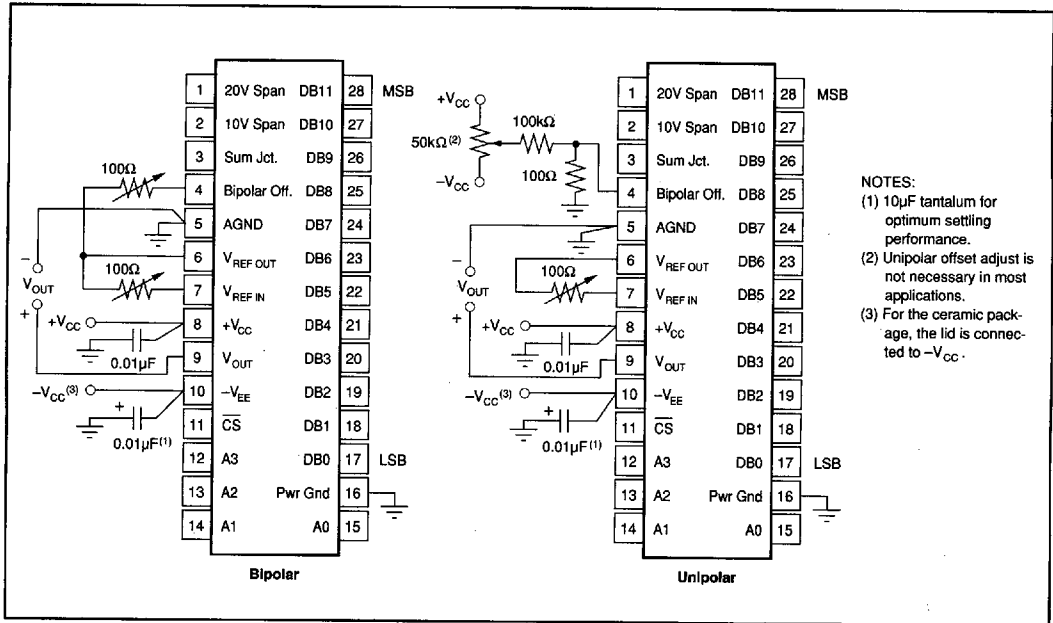 1 20V Span DB11 28 MSB
2 10V Span DB10 27
3 Sum Jct. DB9 26
100Ω
4 Bipolar Off. DB8 25
5 AGND DB7 24
6 VREF OUT DB6 23
– VOUT +
100Ω
7 VREF IN DB5 22
+VCC
8 +VCC DB4 21
0.01µF
9 VOUT DB3 20
–VCC(3)
10 –VEE DB2 19
+
0.01µF(1)
11 C̅S̅ DB1 18
12 A3 DB0 17 LSB
13 A2 Pwr Gnd 16
14 A1 A0 15
Bipolar
1 20V Span DB11 28 MSB
+VCC
50kΩ(2)
–VCC
100kΩ
100Ω
2 10V Span DB10 27
3 Sum Jct. DB9 26
4 Bipolar Off. DB8 25
5 AGND DB7 24
6 VREF OUT DB6 23
– VOUT +
100Ω
7 VREF IN DB5 22
+VCC
8 +VCC DB4 21
0.01µF
9 VOUT DB3 20
–VCC(3)
10 –VEE DB2 19
+
0.01µF(1)
11 C̅S̅ DB1 18
12 A3 DB0 17 LSB
13 A2 Pwr Gnd 16
14 A1 A0 15
Unipolar
NOTES:
(1) 10µF tantalum for
optimum settling
performance.
(2) Unipolar offset adjust is
not necessary in most
applications.
(3) For the ceramic pack-
age, the lid is connec-
ted to –VCC.